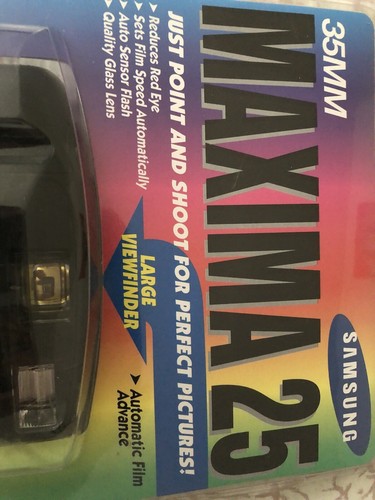 35MM
SAMSUNG
MAXIMA 25
JUST POINT AND SHOOT FOR PERFECT PICTURES!
➤ Reduces Red Eye
➤ Sets Film Speed Automatically
➤ Auto Sensor Flash
➤ Quality Glass Lens
LARGE
VIEWFINDER
➤ Automatic Film
Advance